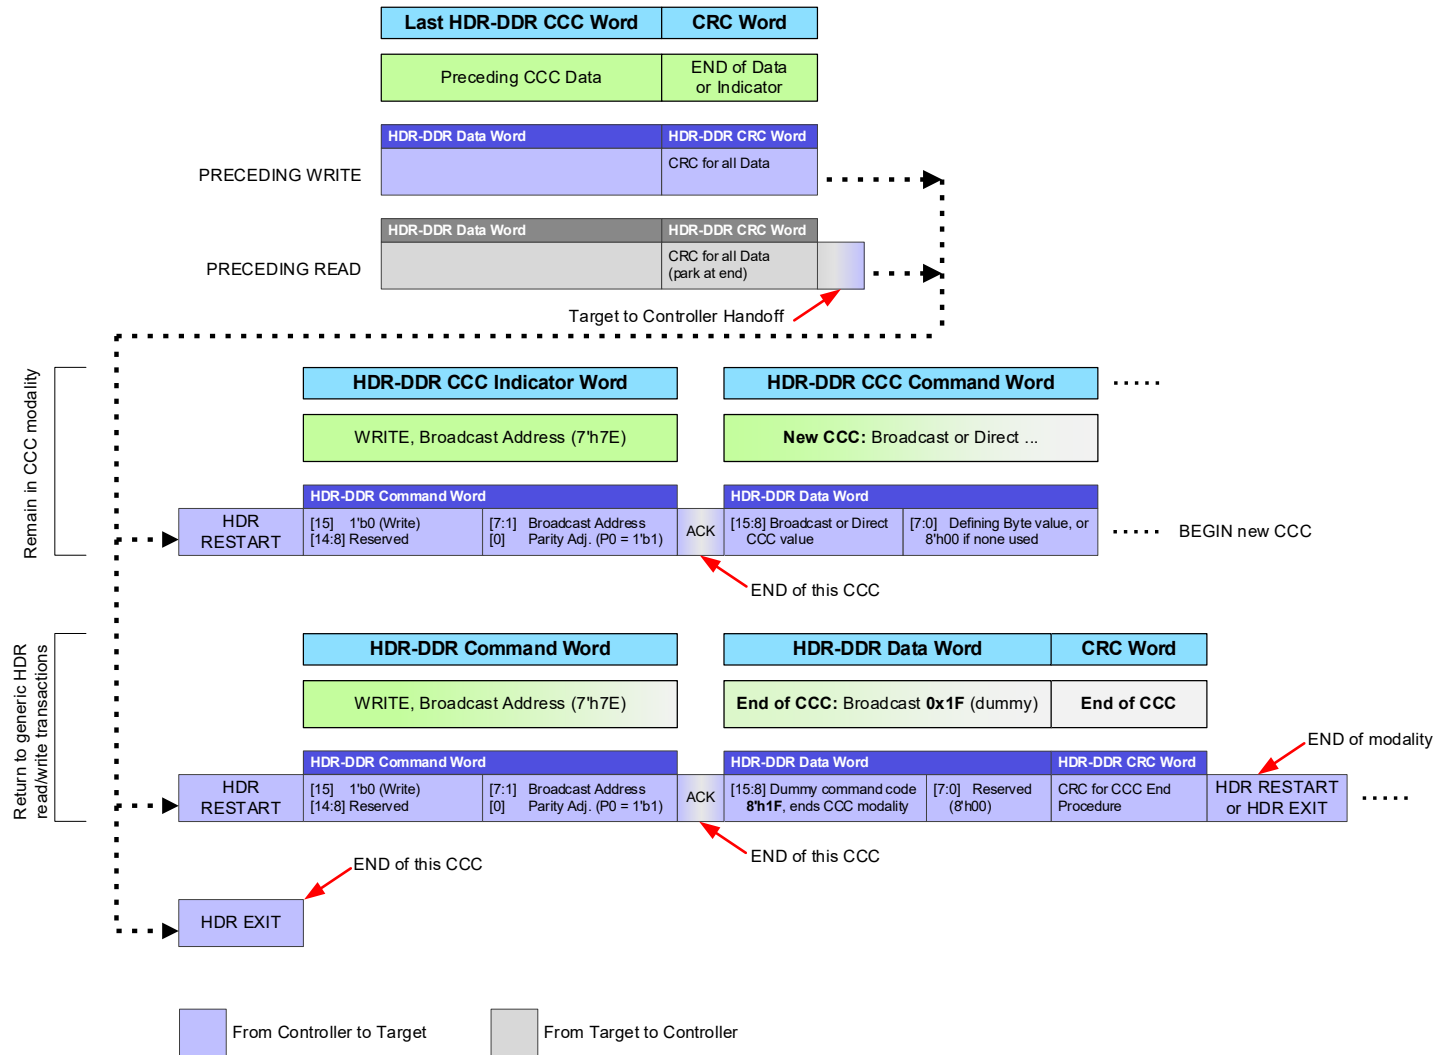 Last HDR-DDR CCC Word CRC Word
Preceding CCC Data
END of Data
or Indicator
HDR-DDR Data Word HDR-DDR CRC Word
PRECEDING WRITE
CRC for all Data
HDR-DDR Data Word HDR-DDR CRC Word
PRECEDING READ
CRC for all Data
(park at end)
Target to Controller Handoff
Remain in CCC modality
HDR-DDR CCC Indicator Word HDR-DDR CCC Command Word
WRITE, Broadcast Address (7'h7E) New CCC: Broadcast or Direct ...
HDR-DDR Command Word HDR-DDR Data Word
HDR
RESTART
[15] 1'b0 (Write)
[14:8] Reserved
[7:1] Broadcast Address
[0] Parity Adj. (P0 = 1'b1)
ACK
[15:8] Broadcast or Direct
CCC value
[7:0] Defining Byte value, or
8'h00 if none used
BEGIN new CCC
END of this CCC
Return to generic HDR
read/write transactions
HDR-DDR Command Word HDR-DDR Data Word CRC Word
WRITE, Broadcast Address (7'h7E) End of CCC: Broadcast 0x1F (dummy) End of CCC
END of modality
HDR-DDR Command Word HDR-DDR Data Word HDR-DDR CRC Word
HDR
RESTART
[15] 1'b0 (Write)
[14:8] Reserved
[7:1] Broadcast Address
[0] Parity Adj. (P0 = 1'b1)
ACK
[15:8] Dummy command code
8'h1F, ends CCC modality
[7:0] Reserved
(8'h00)
CRC for CCC End
Procedure
HDR RESTART
or HDR EXIT
END of this CCC
END of this CCC
HDR EXIT
From Controller to Target From Target to Controller